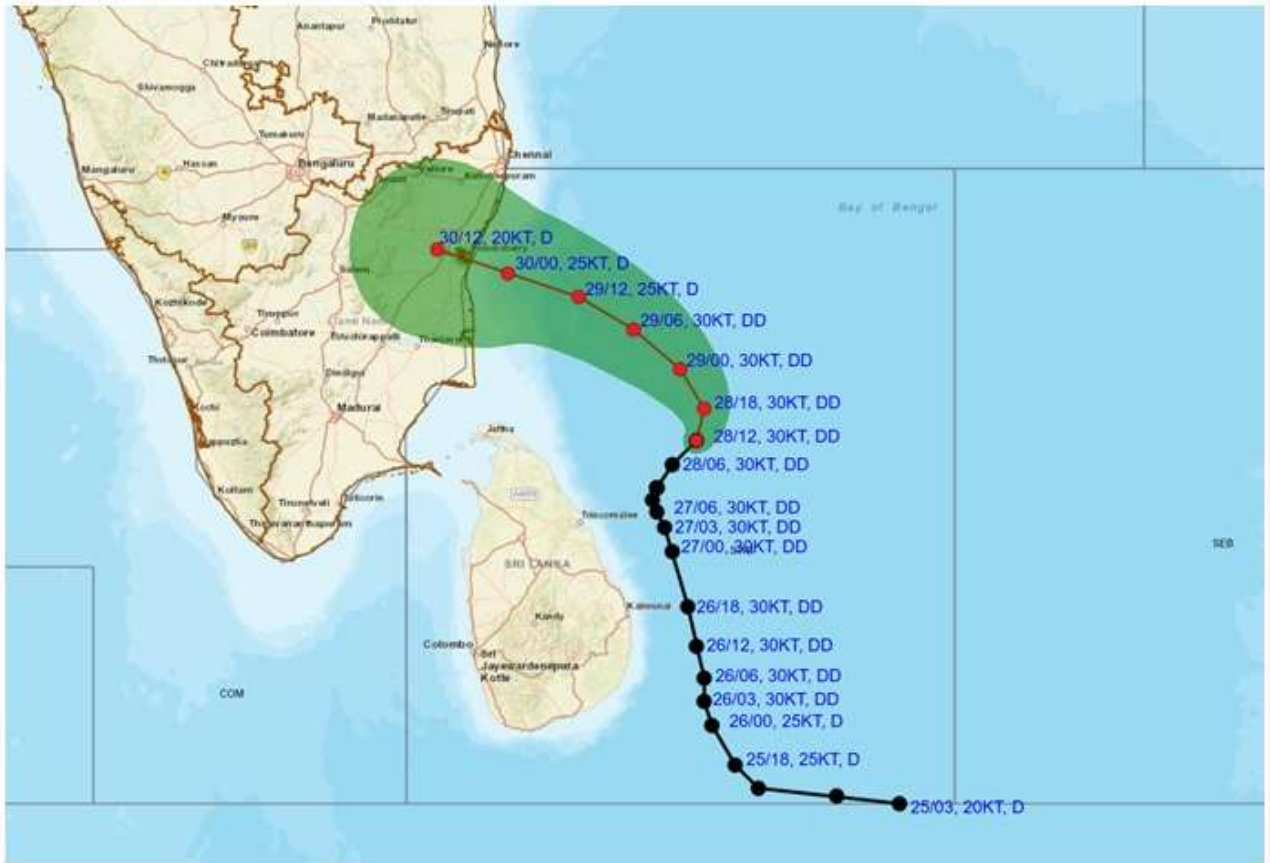 Anantapur
Proddatur
Nellore
Chitradurga
Shivamogga
Madanapalle
Tirupati
Tumakuru
Chennai
Mangaluru
Hassan
Bengaluru
Vellore
Bay of Bengal
Mysore
30/12, 20KT, D
Salem
30/00, 25KT, D
29/12, 25KT, D
Kozhikode
Tiruppur
Coimbatore
Tamil Nadu
Tiruchirappalli
29/06, 30KT, DD
29/00, 30KT, DD
Dindigul
Kochi
Madurai
28/18, 30KT, DD
Jaffna
28/12, 30KT, DD
28/06, 30KT, DD
Kollam
Tirunelveli
Tuticorin
Thiruvananthapuram
Trincomalee
27/06, 30KT, DD
27/03, 30KT, DD
27/00, 30KT, DD
SEB
SRI LANKA
Kandy
Kalmunai
26/18, 30KT, DD
Colombo
Sri
Jayawardenepura
Kotte
26/12, 30KT, DD
26/06, 30KT, DD
COM
26/03, 30KT, DD
26/00, 25KT, D
25/18, 25KT, D
25/03, 20KT, D